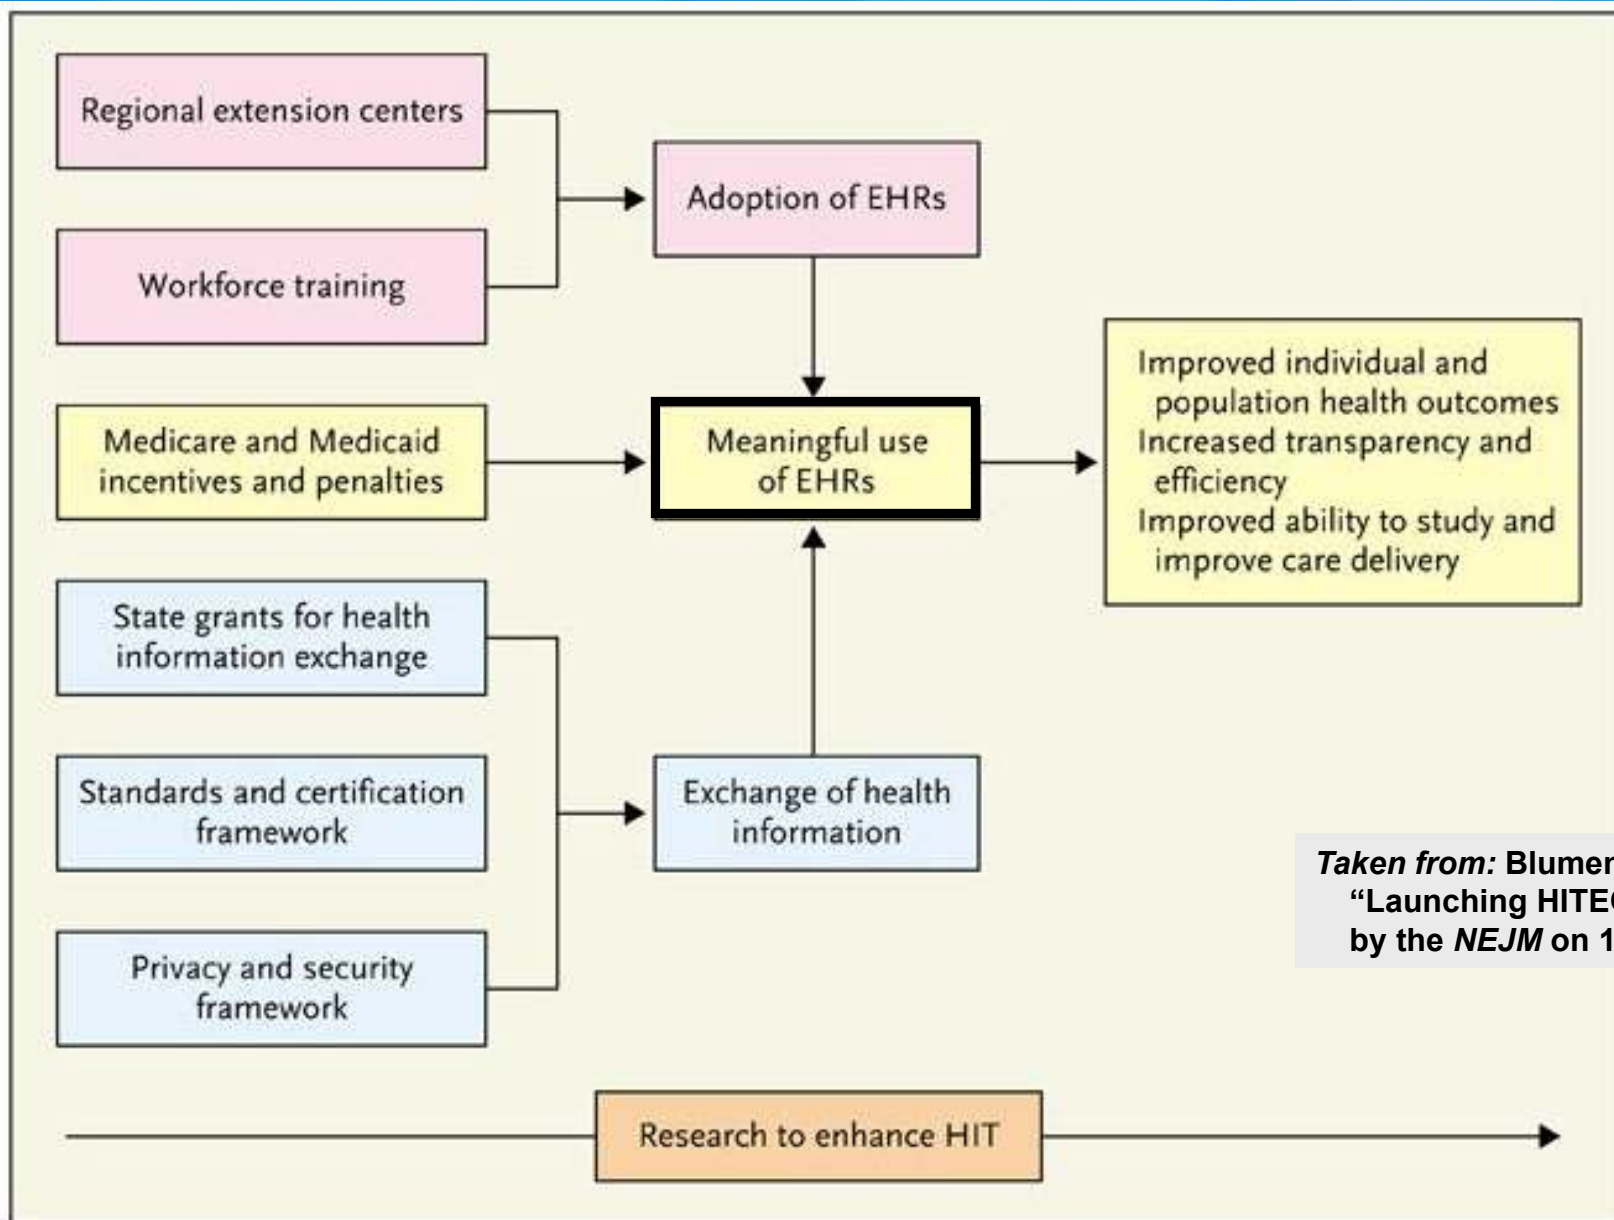 Regional extension centers
Workforce training
Adoption of EHRs
Medicare and Medicaid
incentives and penalties
Meaningful use
of EHRs
Improved individual and
population health outcomes
Increased transparency and
efficiency
Improved ability to study and
improve care delivery
State grants for health
information exchange
Standards and certification
framework
Exchange of health
information
Privacy and security
framework
Taken from:
“Launching
by the NEJM on
Research to enhance HIT